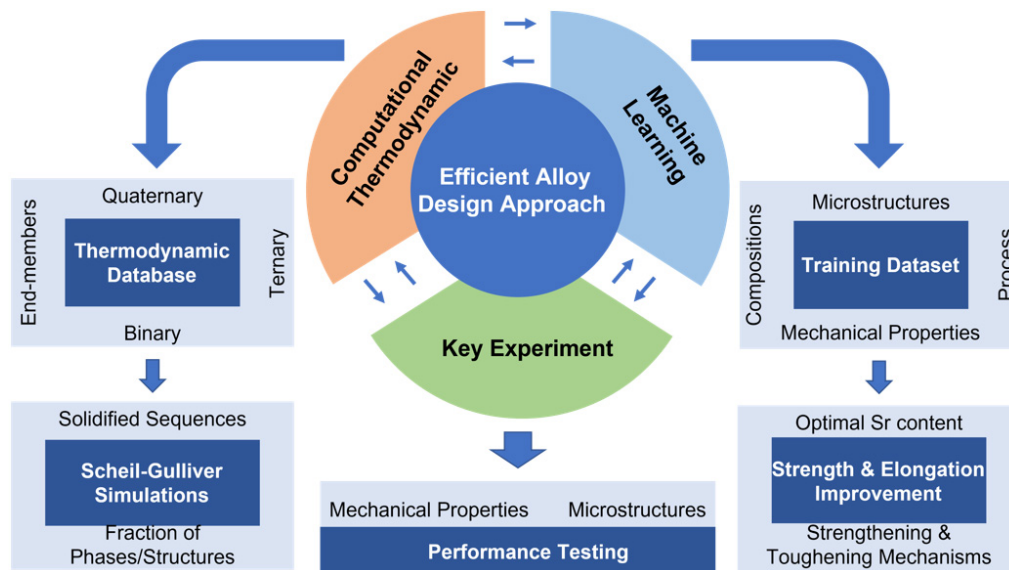 Computational
Thermodynamic
Machine
Learning
Efficient Alloy
Design Approach
Key Experiment
Quaternary
End-members
Thermodynamic
Database
Ternary
Binary
Solidified Sequences
Scheil-Gulliver
Simulations
Fraction of
Phases/Structures
Mechanical Properties
Microstructures
Performance Testing
Microstructures
Compositions
Training Dataset
Process
Mechanical Properties
Optimal Sr content
Strength & Elongation
Improvement
Strengthening &
Toughening Mechanisms